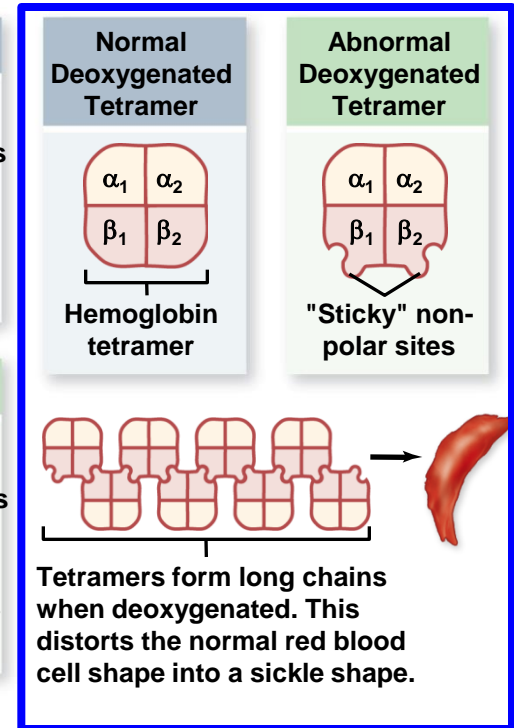 Normal
Deoxygenated
Tetramer
α1 α2
β1 β2
Hemoglobin
tetramer
Abnormal
Deoxygenated
Tetramer
α1 α2
β1 β2
"Sticky" non-
polar sites
Tetramers form long chains
when deoxygenated. This
distorts the normal red blood
cell shape into a sickle shape.